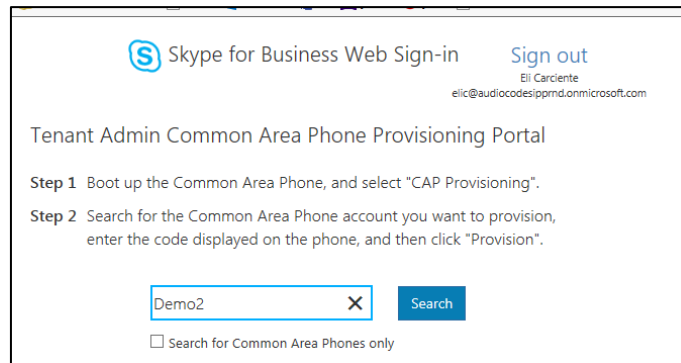 Skype for Business Web Sign-in
Sign out
Eli Carciente
elic@audiocodesipprnd.onmicrosoft.com
Tenant Admin Common Area Phone Provisioning Portal
Step 1 Boot up the Common Area Phone, and select "CAP Provisioning".
Step 2 Search for the Common Area Phone account you want to provision,
enter the code displayed on the phone, and then click "Provision".
Demo2
Search
Search for Common Area Phones only